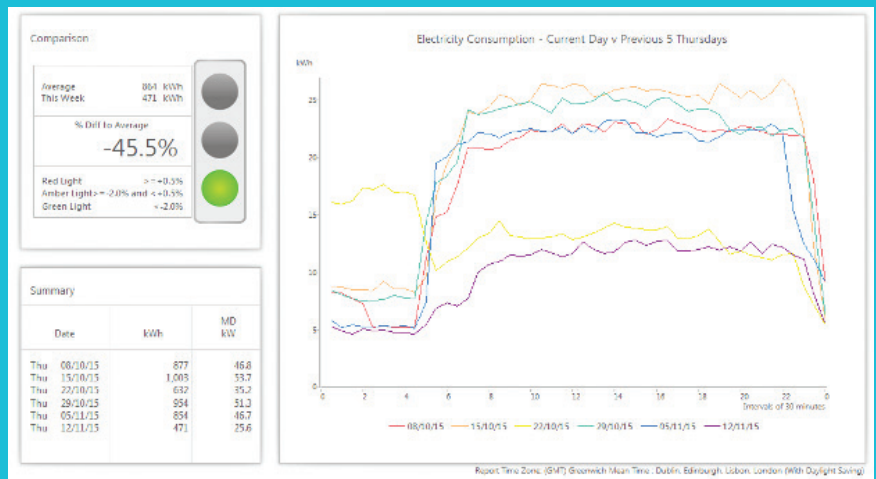 Comparison
Average 864 kWh
This Week 471 kWh
% Diff to Average
-45.5%
Red Light >=+0.5%
Amber Light>=-2.0% and <+0.5%
Green Light <-2.0%
Summary
Date kWh MD kW
Thu 08/10/15 877 46.8
Thu 15/10/15 1,003 53.7
Thu 22/10/15 632 35.2
Thu 29/10/15 954 51.3
Thu 05/11/15 854 46.7
Thu 12/11/15 471 25.6
Electricity Consumption - Current Day v Previous 5 Thursdays
kWh
25
20
15
10
5
0
0 2 4 6 8 10 12 14 16 18 20 22 0
Intervals of 30 minutes
08/10/15 15/10/15 22/10/15 29/10/15 05/11/15 12/11/15
Report Time Zone: (GMT) Greenwich Mean Time : Dublin, Edinburgh, Lisbon, London (With Daylight Saving)